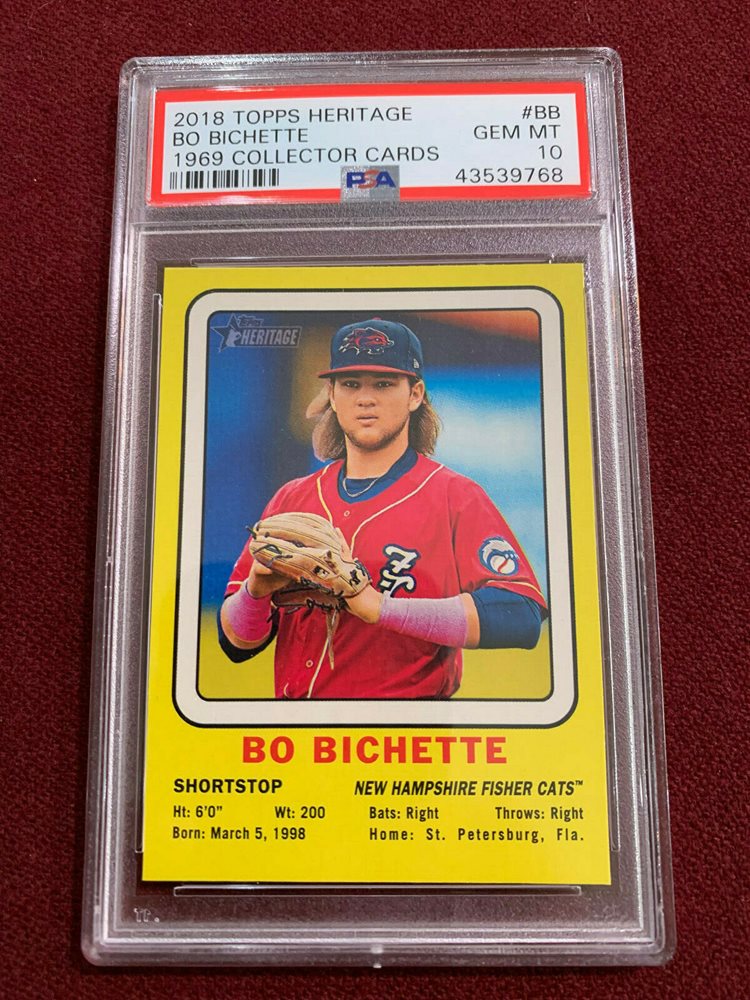 2018 TOPPS HERITAGE #BB
BO BICHETTE GEM MT
1969 COLLECTOR CARDS 10
PSA 43539768
Topps
HERITAGE
BO BICHETTE
SHORTSTOP NEW HAMPSHIRE FISHER CATS™
Ht: 6'0" Wt: 200 Bats: Right Throws: Right
Born: March 5, 1998 Home: St. Petersburg, Fla.